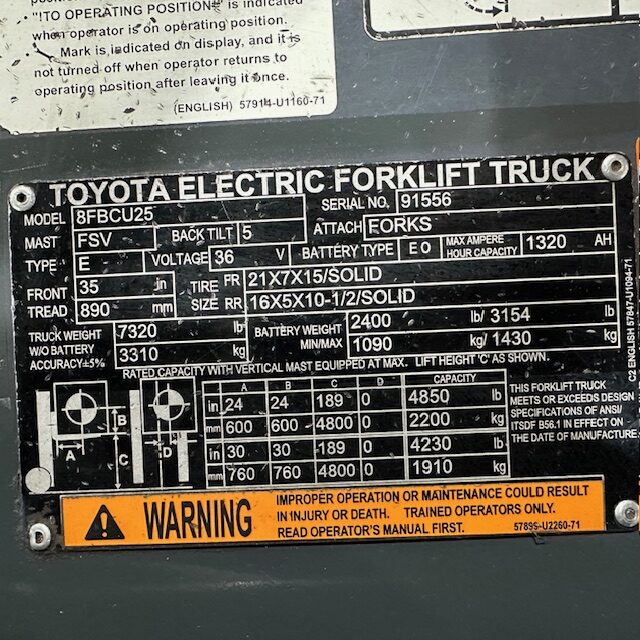 "!TO OPERATING POSITION" is indicated
when operator is on operating position.
Mark is indicated on display, and it is
not turned off when operator returns to
operating position after leaving it once.
(ENGLISH) 57914-U1160-71
TOYOTA ELECTRIC FORKLIFT TRUCK
MODEL 8FBCU25 SERIAL NO. 91556
MAST FSV BACK TILT 5 ATTACH FORKS
TYPE E VOLTAGE 36 V BATTERY TYPE EO MAX AMPERE HOUR CAPACITY 1320 AH
FRONT TREAD 35 in TIRE SIZE FR 21X7X15/SOLID
890 mm RR 16X5X10-1/2/SOLID
TRUCK WEIGHT W/O BATTERY ACCURACY±5% 7320 lb BATTERY WEIGHT MIN/MAX 2400 lb/ 3154
3310 kg 1090 kg/ 1430
RATED CAPACITY WITH VERTICAL MAST EQUIPPED AT MAX. LIFT HEIGHT 'C' AS SHOWN.
A B C D CAPACITY
in 24 24 189 0 4850 lb
mm 600 600 4800 0 2200 kg
in 30 30 189 0 4230 lb
mm 760 760 4800 0 1910 kg
A B C D
THIS FORKLIFT TRUCK
MEETS OR EXCEEDS DESIGN
SPECIFICATIONS OF ANSI/
ITSDF B56.1 IN EFFECT ON
THE DATE OF MANUFACTURE
C2 ENGLISH 57847-U1094-71
WARNING
IMPROPER OPERATION OR MAINTENANCE COULD RESULT
IN INJURY OR DEATH. TRAINED OPERATORS ONLY.
READ OPERATOR'S MANUAL FIRST. 57895-U2260-71